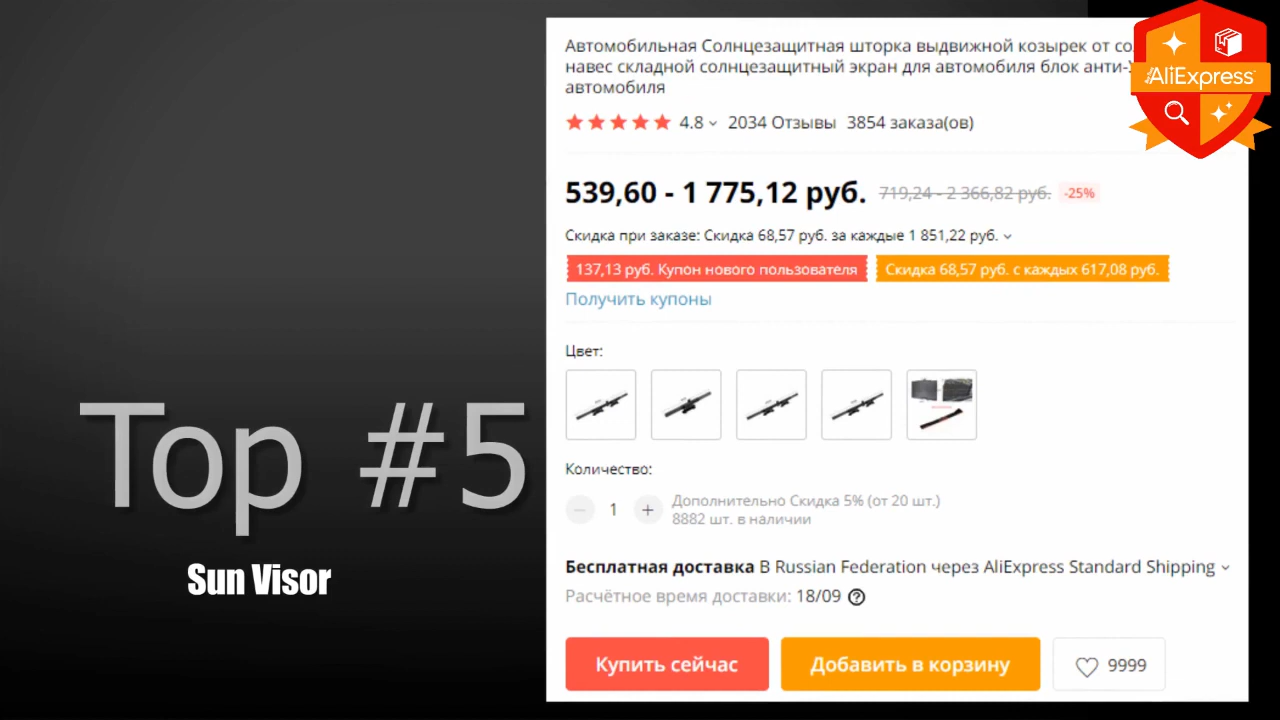 Автомобильная Солнцезащитная шторка выдвижной козырек от
навес складной солнцезащитный экран для автомобиля блок
автомобиля
AliExpress
4.8 2034 Отзывы 3854 заказа(ов)
539,60 - 1 775,12 руб. 719,24 - 2 366,82 руб. -25%
Скидка при заказе: Скидка 68,57 руб. за каждые 1 851,22 руб.
137,13 руб. Купон нового пользователя Скидка 68,57 руб. с каждых 617,08 руб.
Получить купоны
Цвет:
Top #5
Sun Visor
Количество:
1 Дополнительно Скидка 5% (от 20 шт.)
8882 шт. в наличии
Бесплатная доставка В Russian Federation через AliExpress Standard Shipping
Расчётное время доставки: 18/09
Купить сейчас Добавить в корзину 9999